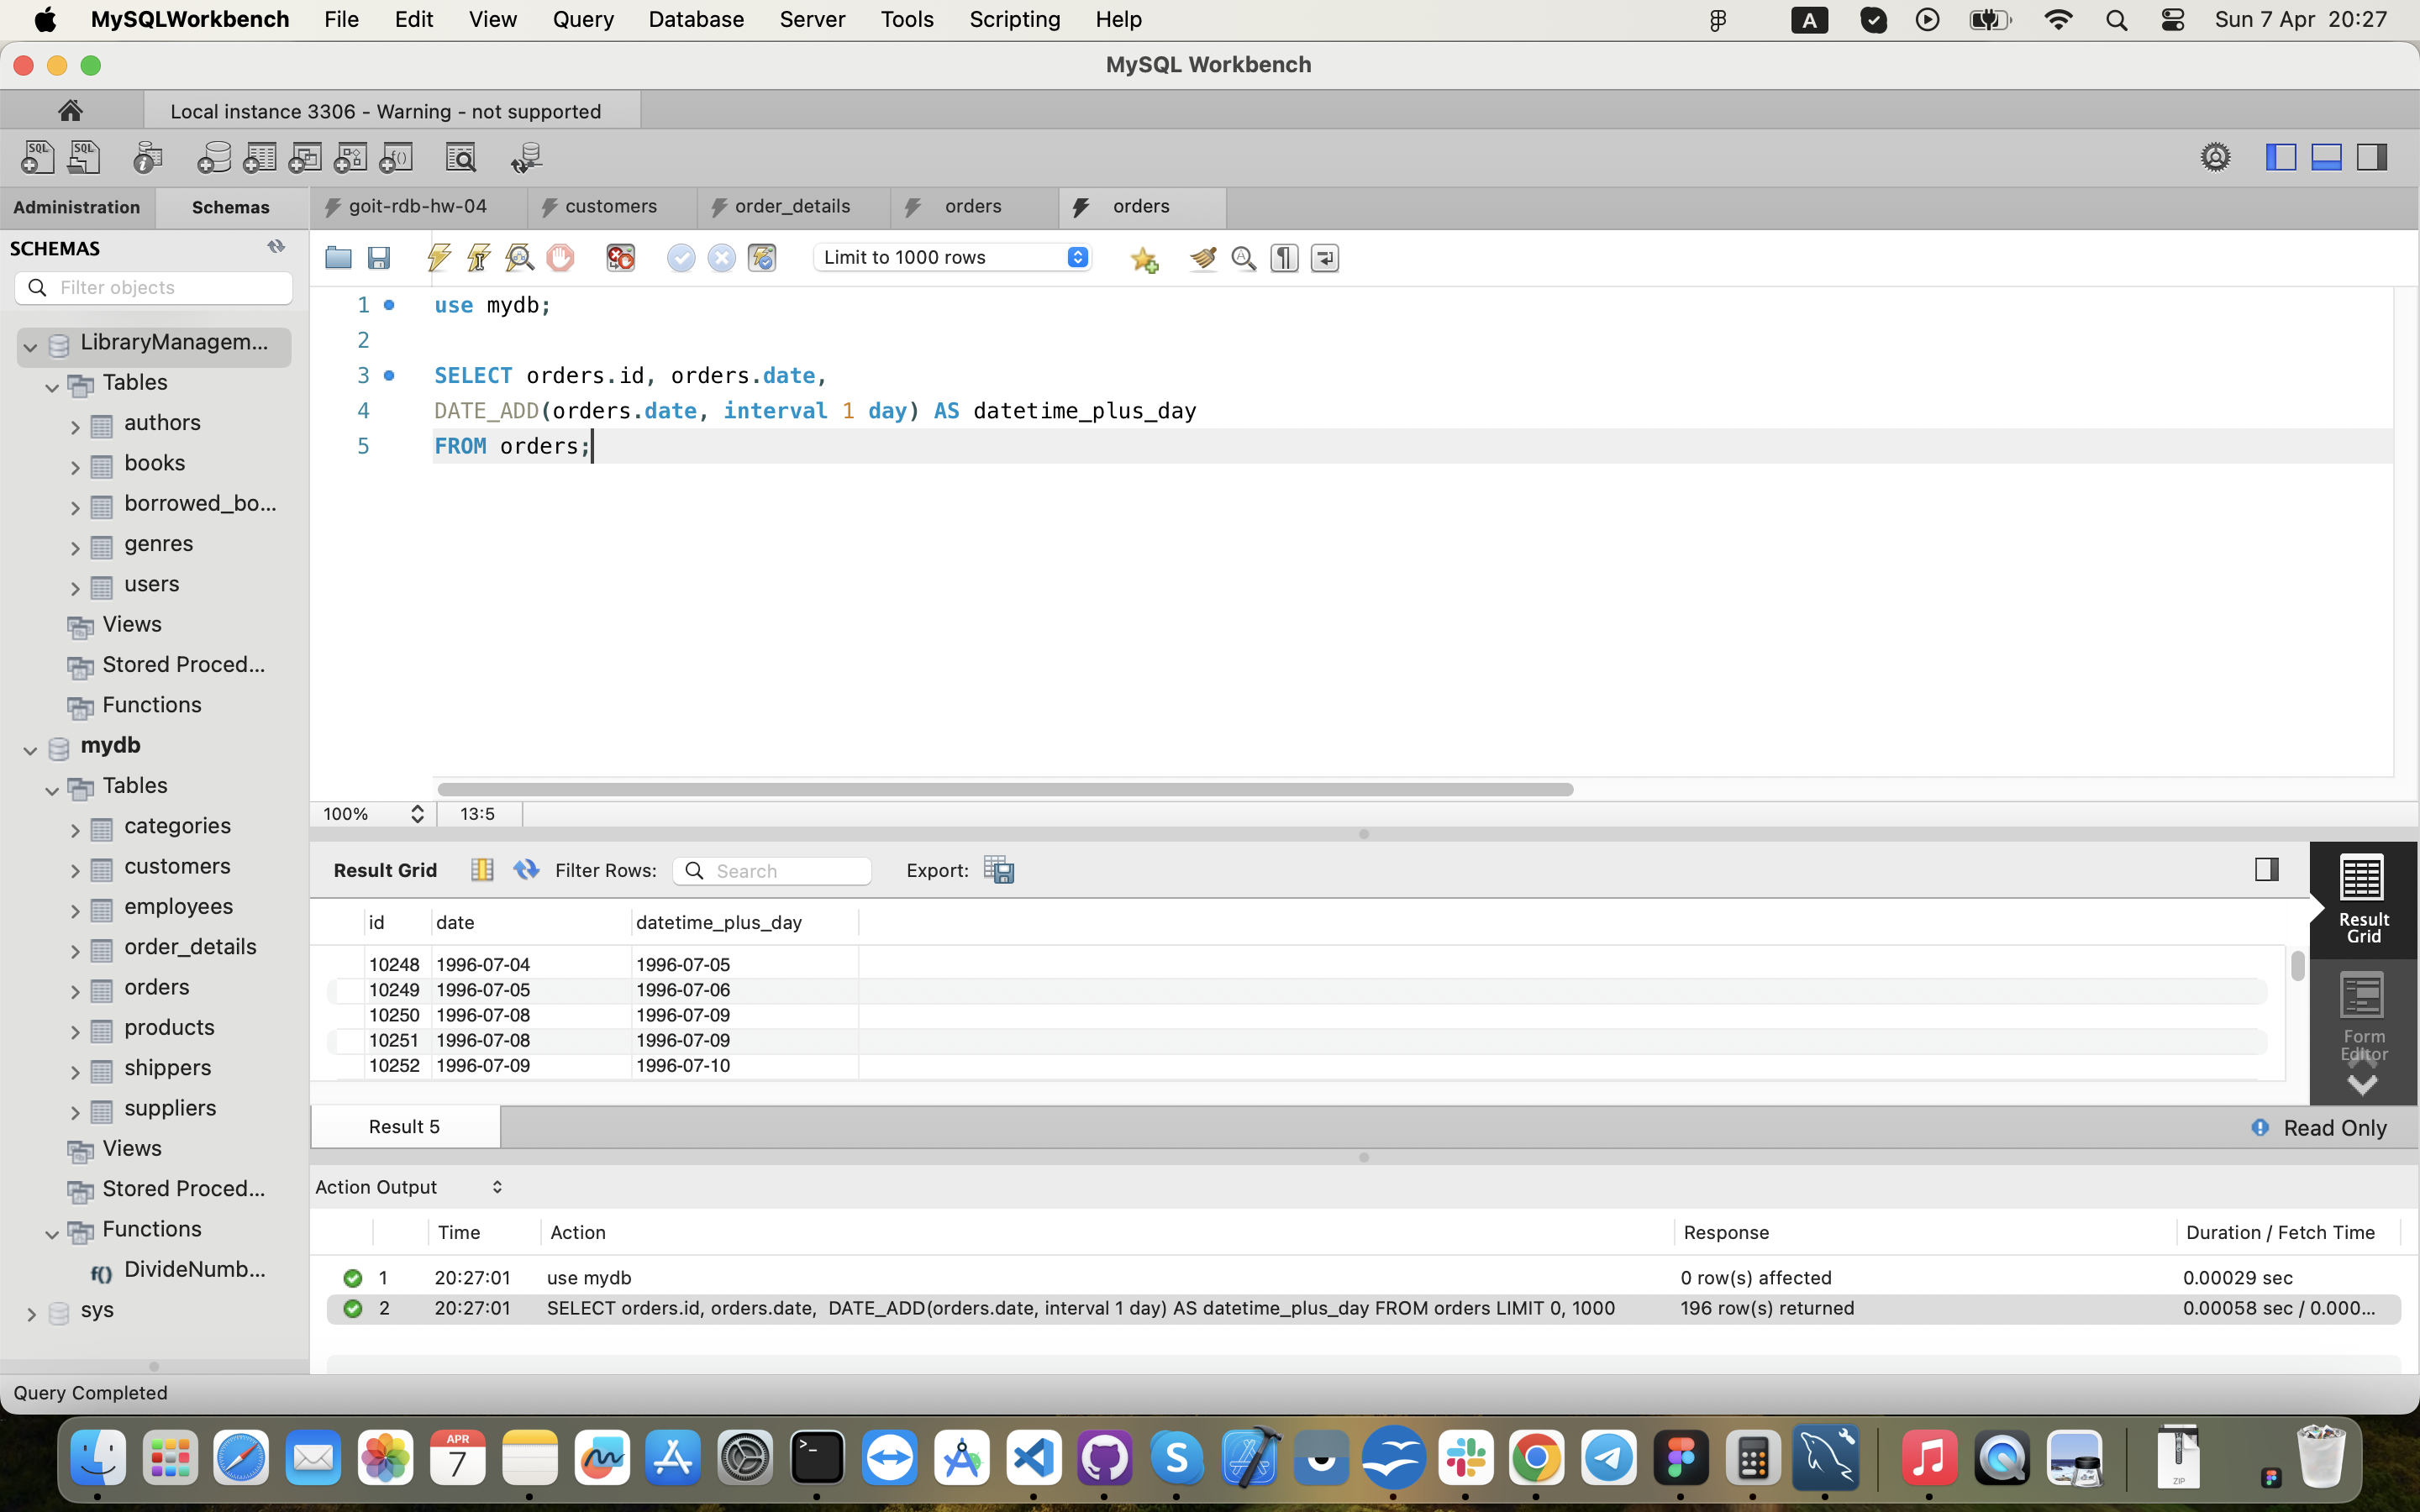 MySQLWorkbench File Edit View Query Database Server Tools Scripting Help A Sun 7 Apr 20:27
MySQL Workbench
Local instance 3306 - Warning - not supported
Administration Schemas goit-rdb-hw-04 customers order_details orders orders
SCHEMAS
Limit to 1000 rows
Filter objects
1 use mydb;
2
3 SELECT orders.id, orders.date,
4 DATE_ADD(orders.date, interval 1 day) AS datetime_plus_day
5 FROM orders;
LibraryManagem...
Tables
authors
books
borrowed_bo...
genres
users
Views
Stored Proced...
Functions
mydb
Tables
categories
customers
employees
order_details
orders
products
shippers
suppliers
Views
Stored Proced...
Functions
f() DivideNumb...
sys
100% 13:5
Result Grid Filter Rows: Search Export:
id date datetime_plus_day
10248 1996-07-04 1996-07-05
10249 1996-07-05 1996-07-06
10250 1996-07-08 1996-07-09
10251 1996-07-08 1996-07-09
10252 1996-07-09 1996-07-10
Result
Grid
Form
Editor
Result 5 Read Only
Action Output
Time Action Response Duration / Fetch Time
1 20:27:01 use mydb 0 row(s) affected 0.00029 sec
2 20:27:01 SELECT orders.id, orders.date, DATE_ADD(orders.date, interval 1 day) AS datetime_plus_day FROM orders LIMIT 0, 1000 196 row(s) returned 0.00058 sec / 0.000...
Query Completed
APR
7
S
ZIP